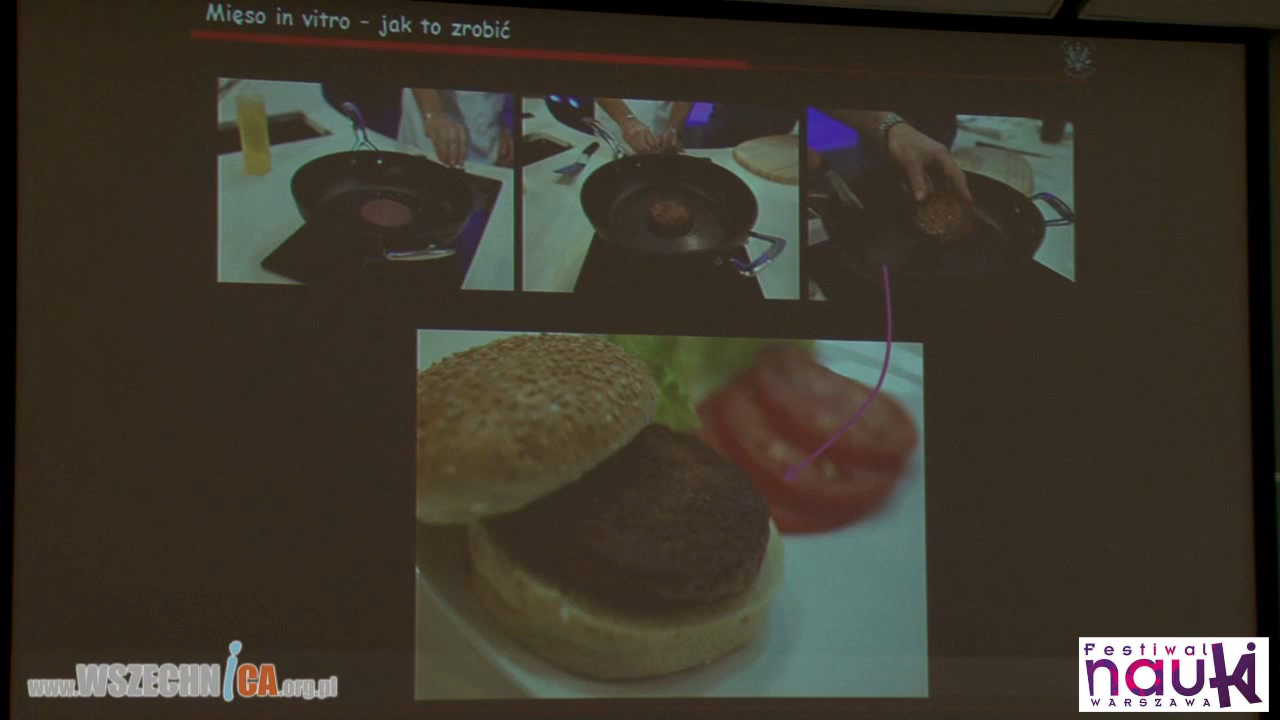 Mięso in vitro - jak to zrobić
www.WSZECHNiCA.org.pl
Festiwal
nauki
WARSZAWA